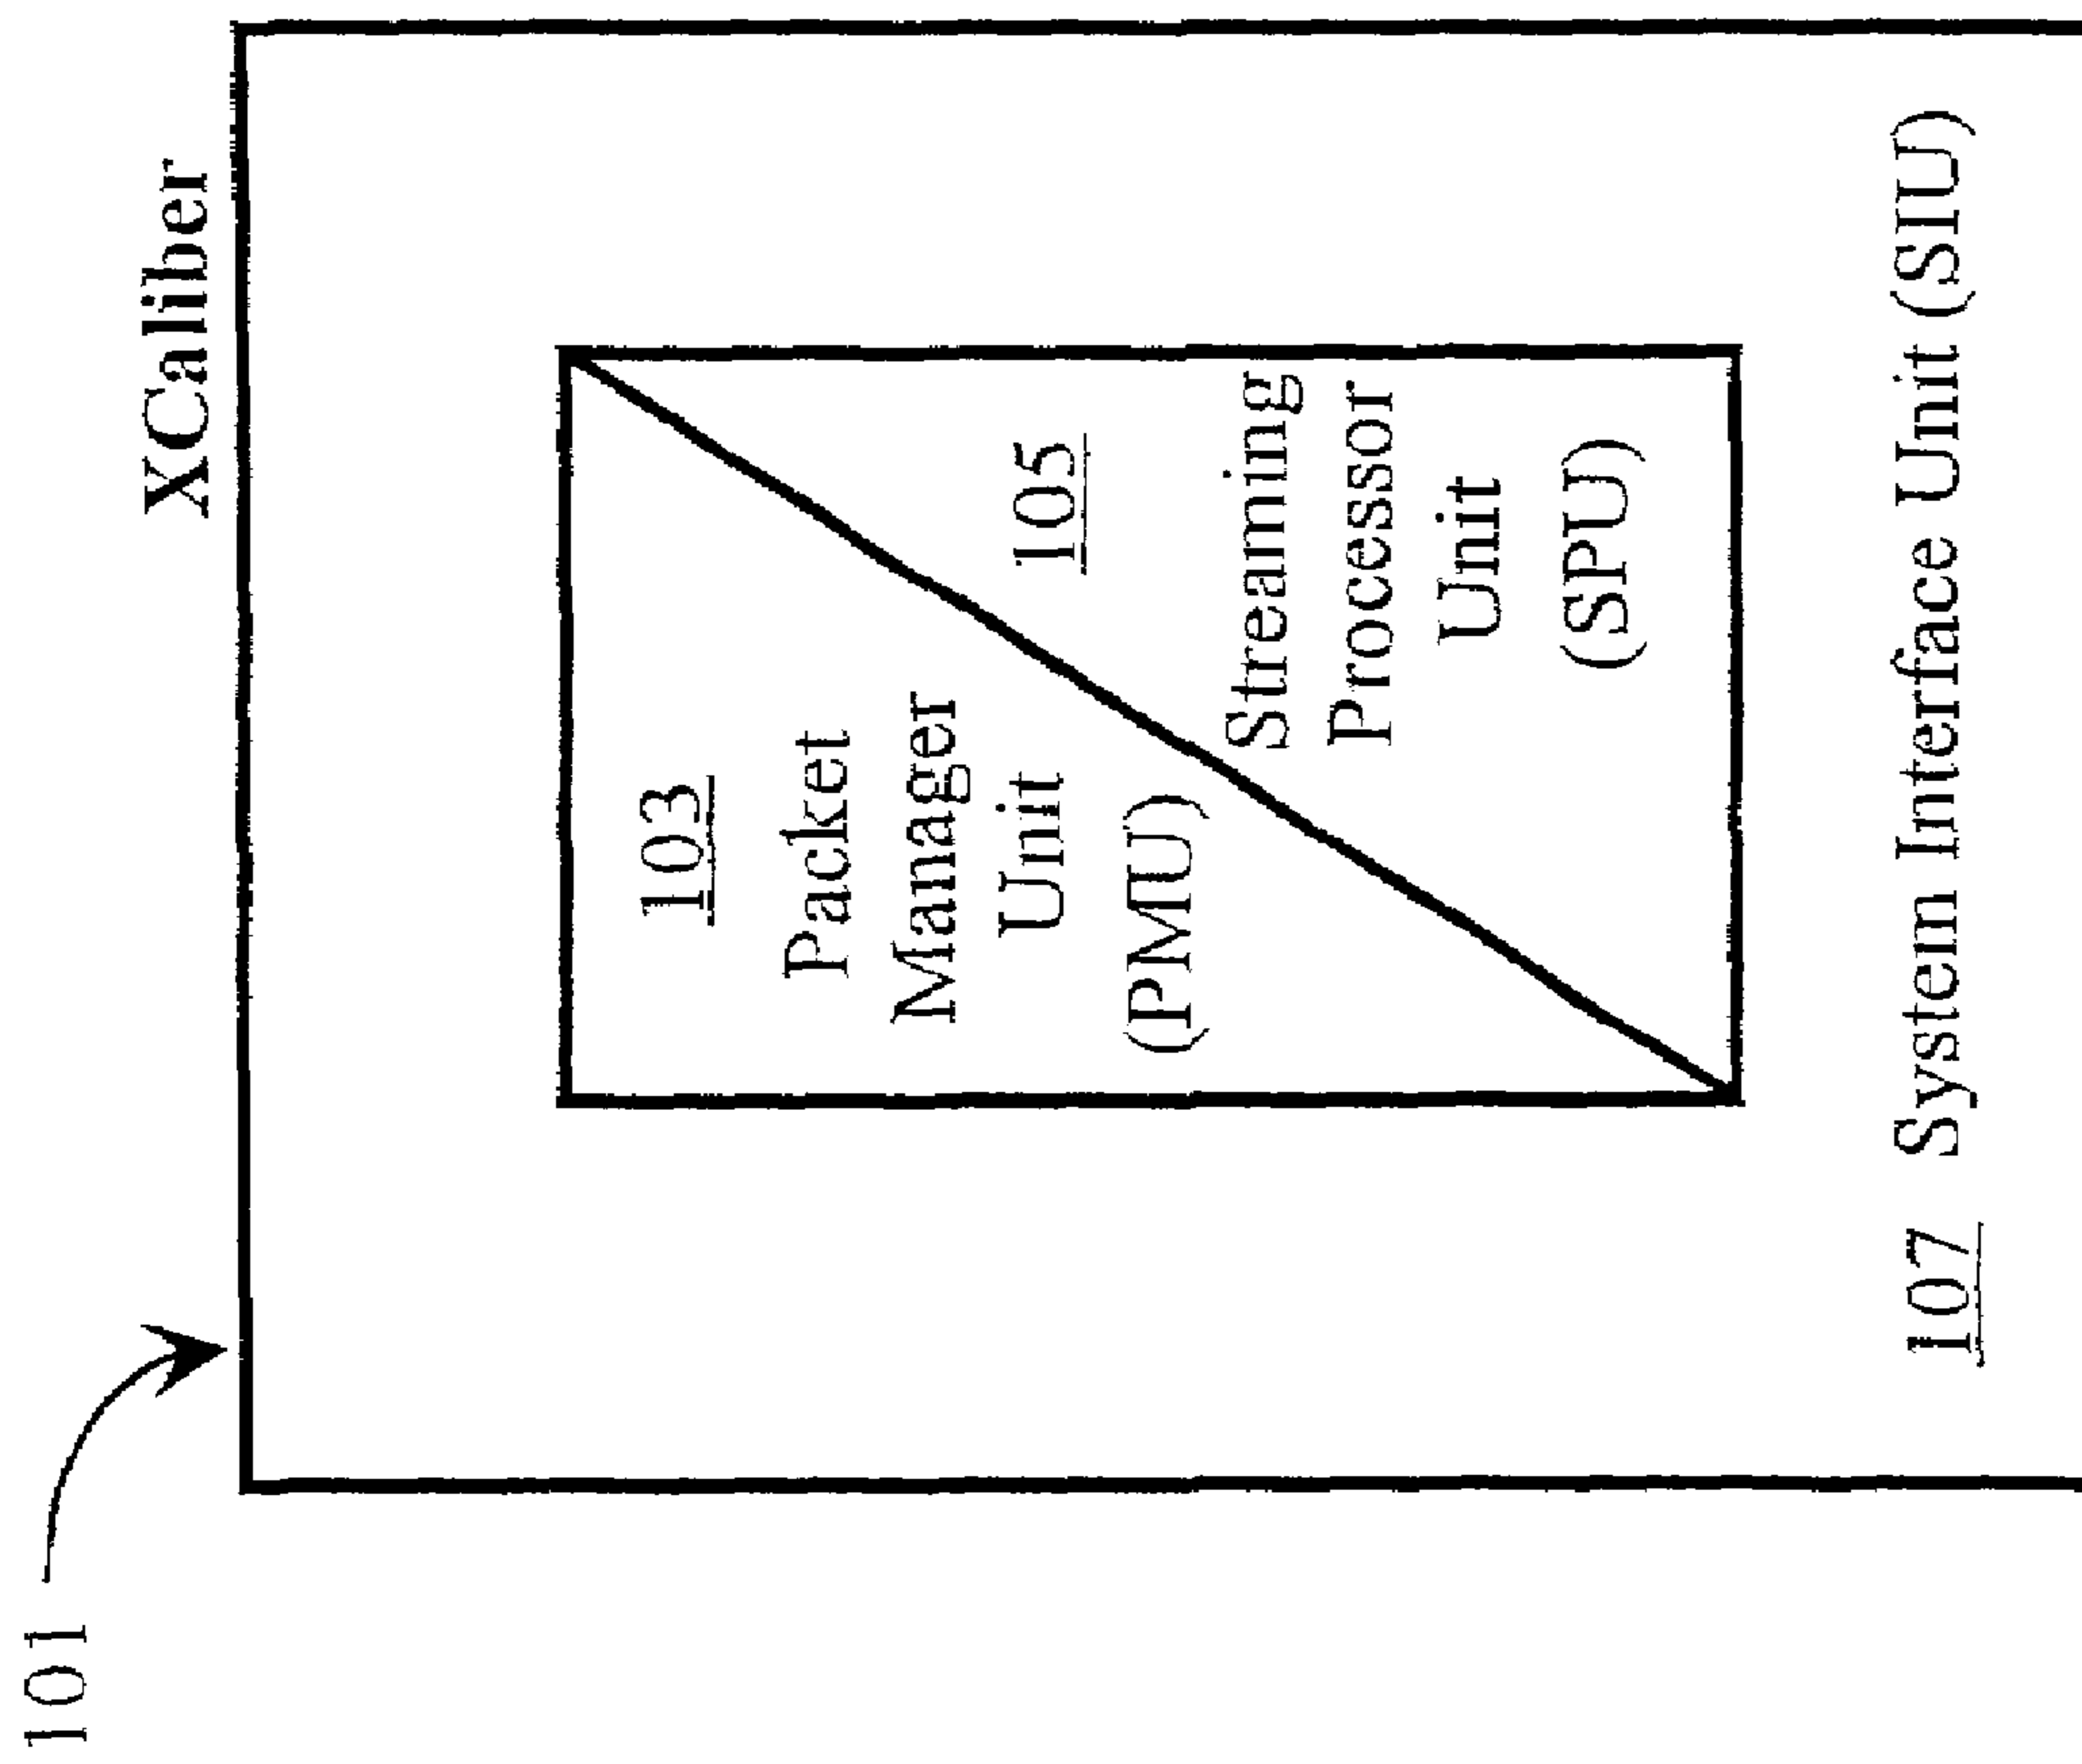 101
XCaliber
103
Packet
Manager
Unit
(PMU)
105
Streaming
Processor
Unit
(SPU)
107 System Interface Unit (SIU)